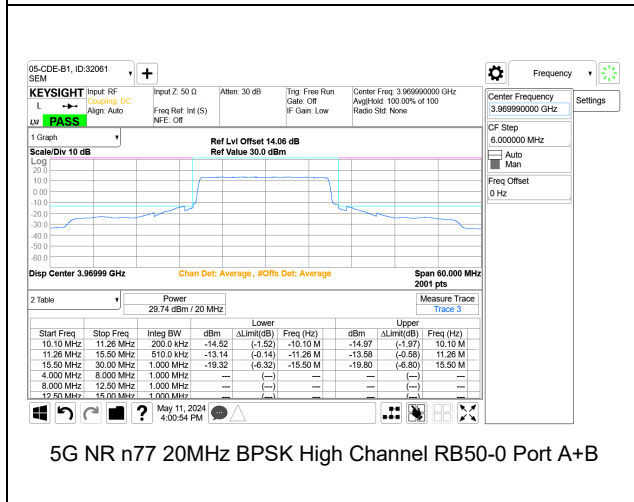 05-CDE-B1, ID:32061
SEM
Frequency
KEYSIGHT Input: RF Input Z: 50 Ω Atten: 30 dB Trig: Free Run Center Freq: 3.969990000 GHz
L Coupling: DC Gate: Off Avg|Hold: 100.00% of 100
Align: Auto Freq Ref: Int (S) IF Gain: Low Radio Std: None
LXI PASS NFE: Off
Center Frequency
3.969990000 GHz
Settings
CF Step
6.000000 MHz
Auto
Man
Freq Offset
0 Hz
1 Graph
Ref Lvl Offset 14.06 dB
Scale/Div 10 dB Ref Value 30.0 dBm
Log
20.0
10.0
0.00
-10.0
-20.0
-30.0
-40.0
-50.0
-60.0
Disp Center 3.96999 GHz Chan Det: Average, #Offs Det: Average Span 60.000 MHz
2001 pts
2 Table Power Measure Trace
29.74 dBm / 20 MHz Trace 3
Lower Upper
Start Freq Stop Freq Integ BW dBm ΔLimit(dB) Freq (Hz) dBm ΔLimit(dB) Freq (Hz)
10.10 MHz 11.26 MHz 200.0 kHz -14.52 (-1.52) -10.10 M -14.97 (-1.97) 10.10 M
11.26 MHz 15.50 MHz 510.0 kHz -13.14 (-0.14) -11.26 M -13.58 (-0.58) 11.26 M
15.50 MHz 30.00 MHz 1.000 MHz -19.32 (-6.32) -15.50 M -19.80 (-6.80) 15.50 M
4.000 MHz 8.000 MHz 1.000 MHz --- (---) --- (---)
8.000 MHz 12.50 MHz 1.000 MHz --- (---) --- (---)
12.50 MHz 15.00 MHz 1.000 MHz --- (---) --- (---)
? May 11, 2024
4:00:54 PM
5G NR n77 20MHz BPSK High Channel RB50-0 Port A+B